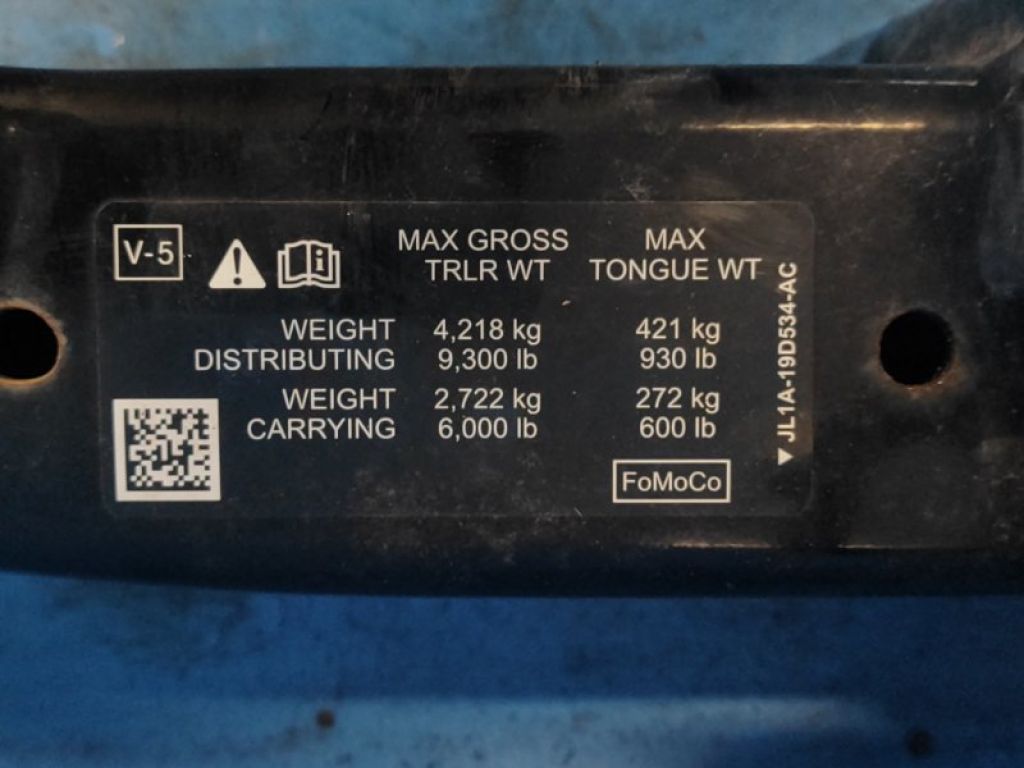 V-5
MAX GROSS MAX
TRLR WT TONGUE WT
WEIGHT 4,218 kg 421 kg
DISTRIBUTING 9,300 lb 930 lb
WEIGHT 2,722 kg 272 kg
CARRYING 6,000 lb 600 lb
FoMoCo
JL1A-19D534-AC